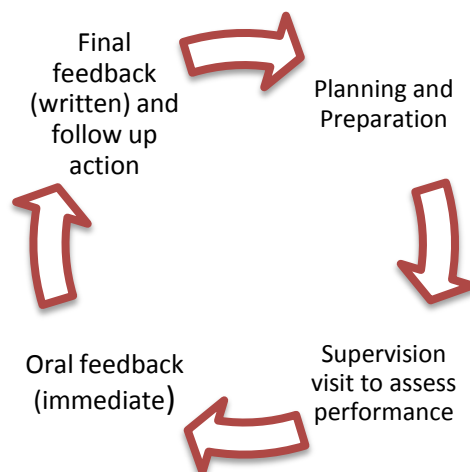 Final
feedback
(written) and
follow up
action
Planning and
Preparation
Supervision
visit to assess
performance
Oral feedback
(immediate)